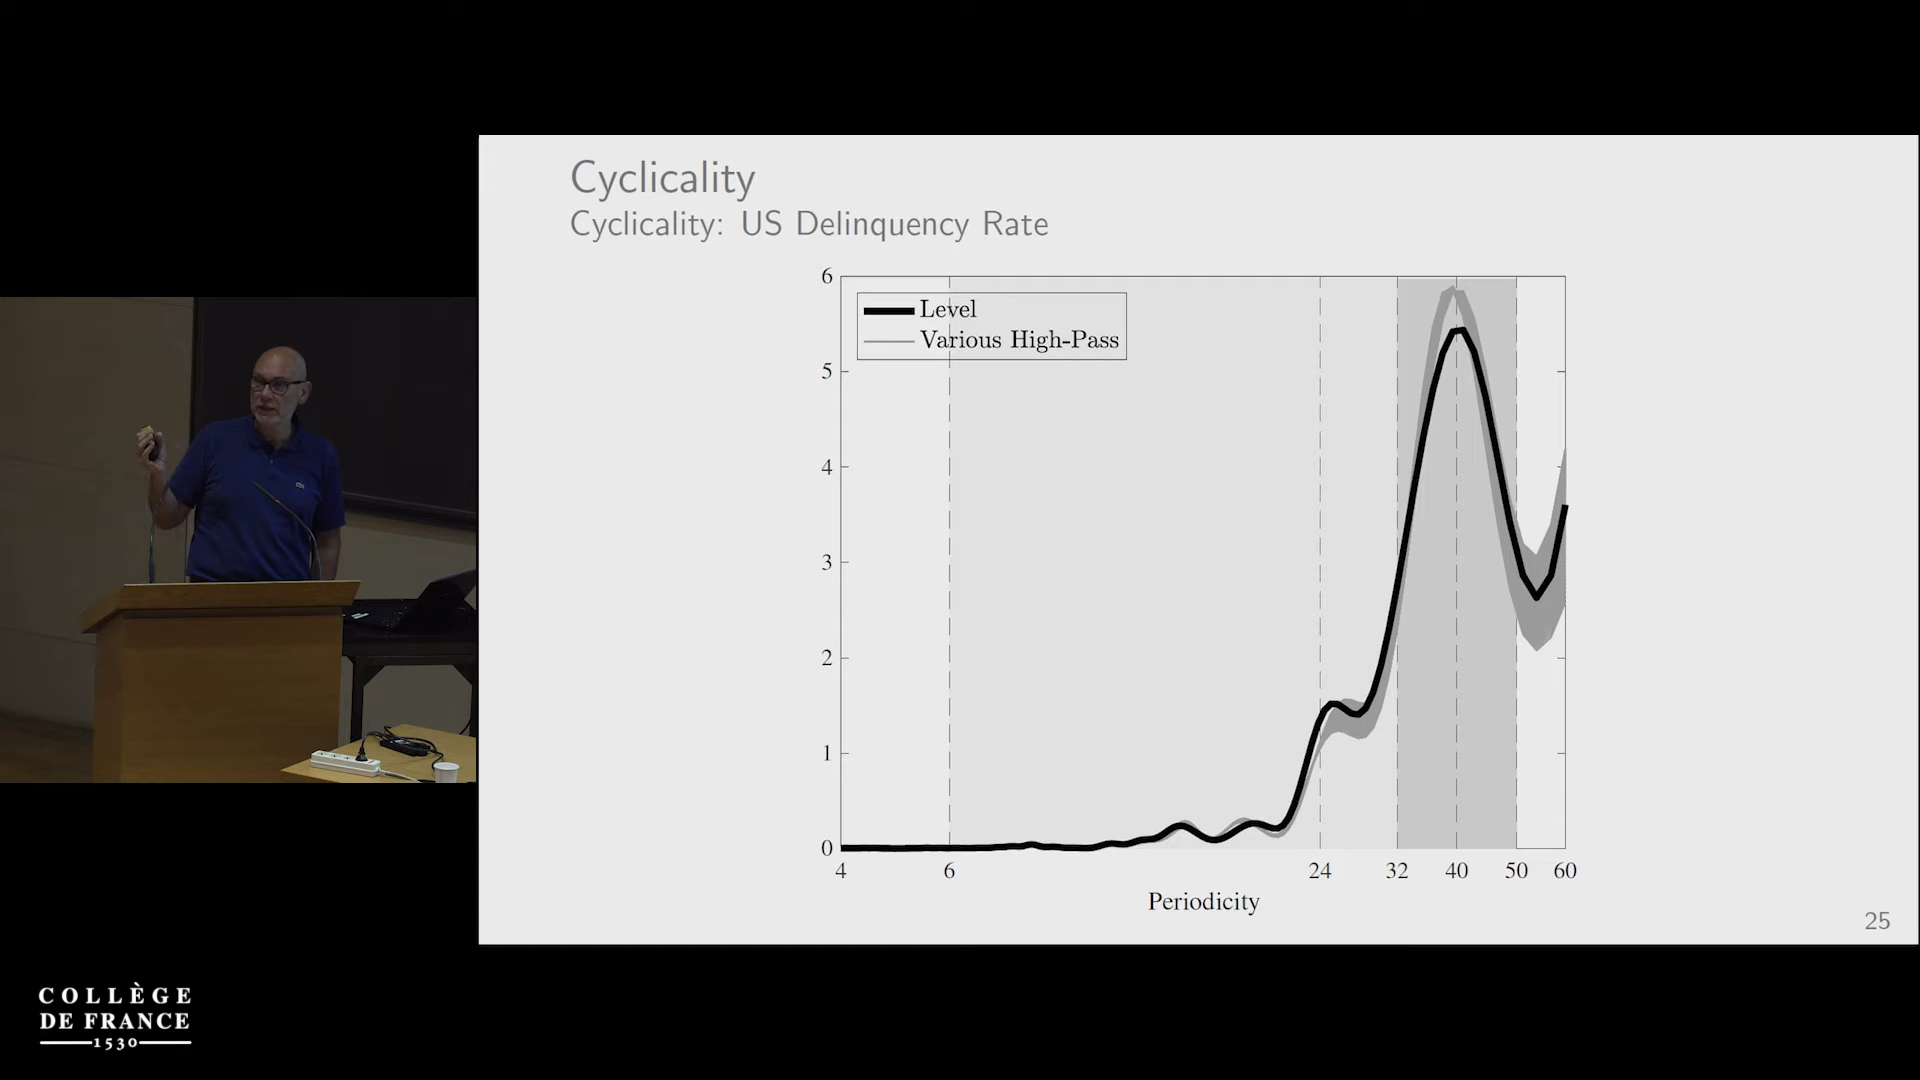 Cyclicality
Cyclicality: US Delinquency Rate
6
5
4
3
2
1
0
Level
Various High-Pass
4
6
24
32
40
50
60
Periodicity
25
COLLÈGE
DE FRANCE
1530